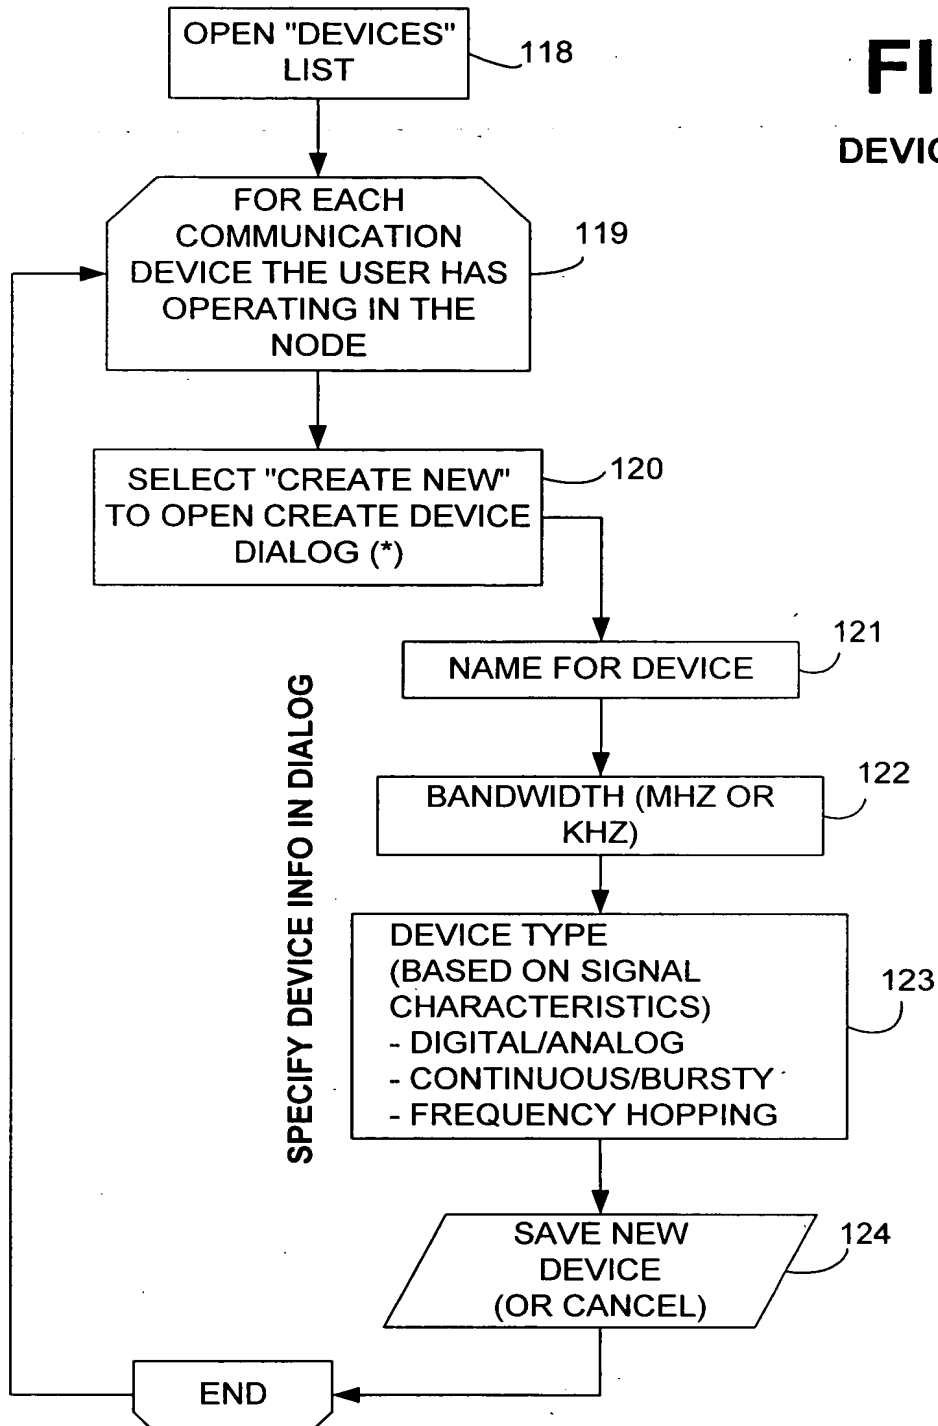 OPEN "DEVICES"
LIST
118
FI
DEVIC
FOR EACH
COMMUNICATION
DEVICE THE USER HAS
OPERATING IN THE
NODE
119
SELECT "CREATE NEW"
TO OPEN CREATE DEVICE
DIALOG (*)
120
SPECIFY DEVICE INFO IN DIALOG
NAME FOR DEVICE
121
BANDWIDTH (MHZ OR
KHZ)
122
DEVICE TYPE
(BASED ON SIGNAL
CHARACTERISTICS)
- DIGITAL/ANALOG
- CONTINUOUS/BURSTY
- FREQUENCY HOPPING
123
SAVE NEW
DEVICE
(OR CANCEL)
124
END